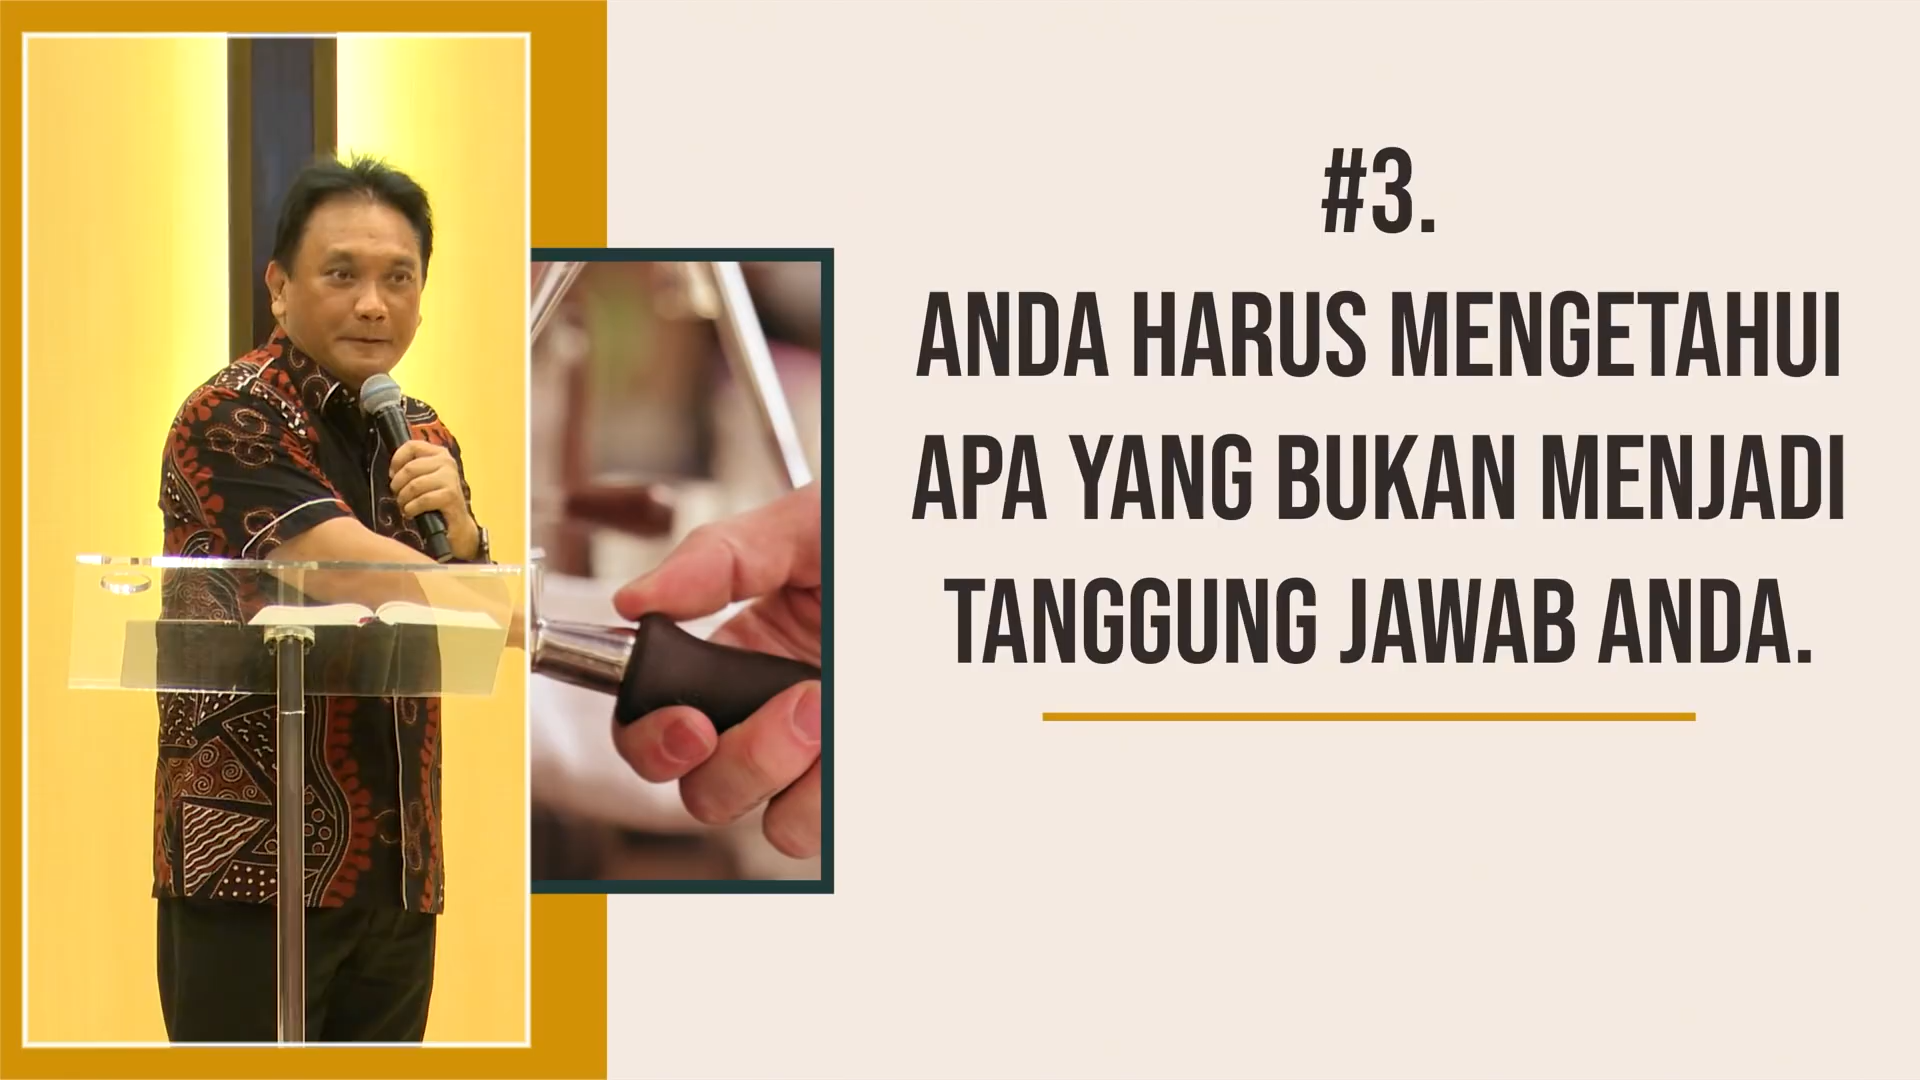 #3.
ANDA HARUS MENGETAHUI
APA YANG BUKAN MENJADI
TANGGUNG JAWAB ANDA.